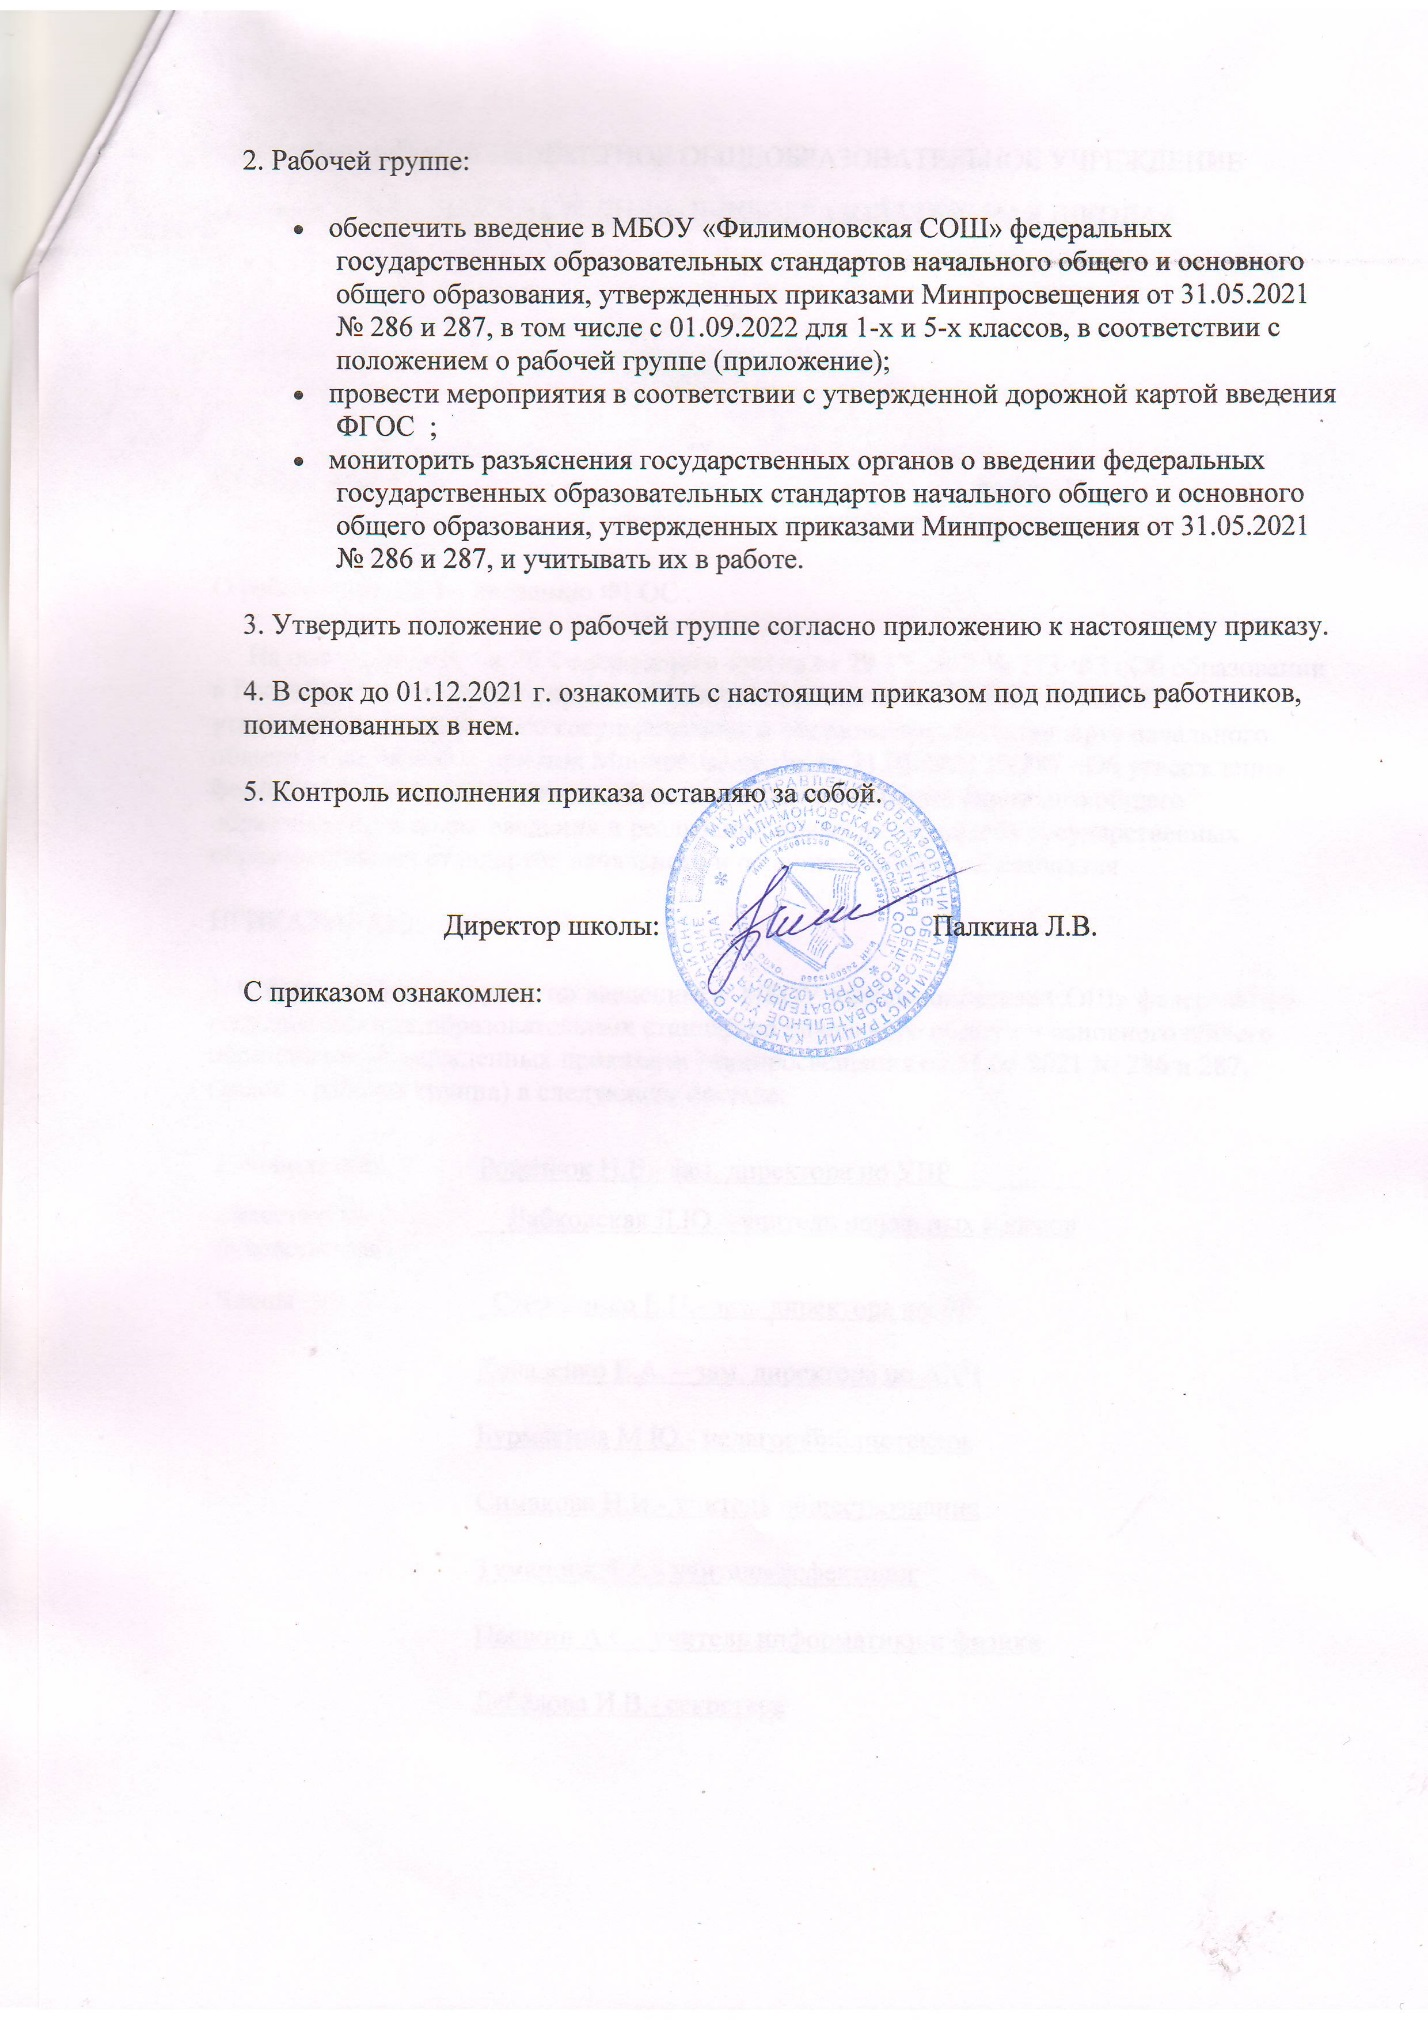 2. Рабочей группе:
• обеспечить введение в МБОУ «Филимоновская СОШ» федеральных
государственных образовательных стандартов начального общего и основного
общего образования, утвержденных приказами Минпросвещения от 31.05.2021
№ 286 и 287, в том числе с 01.09.2022 для 1-х и 5-х классов, в соответствии с
положением о рабочей группе (приложение);
• провести мероприятия в соответствии с утвержденной дорожной картой введения
ФГОС ;
• мониторить разъяснения государственных органов о введении федеральных
государственных образовательных стандартов начального общего и основного
общего образования, утвержденных приказами Минпросвещения от 31.05.2021
№ 286 и 287, и учитывать их в работе.
3. Утвердить положение о рабочей группе согласно приложению к настоящему приказу.
4. В срок до 01.12.2021 г. ознакомить с настоящим приказом под подпись работников,
поименованных в нем.
5. Контроль исполнения приказа оставляю за собой.
Директор школы: Палкина Л.В.
С приказом ознакомлен: